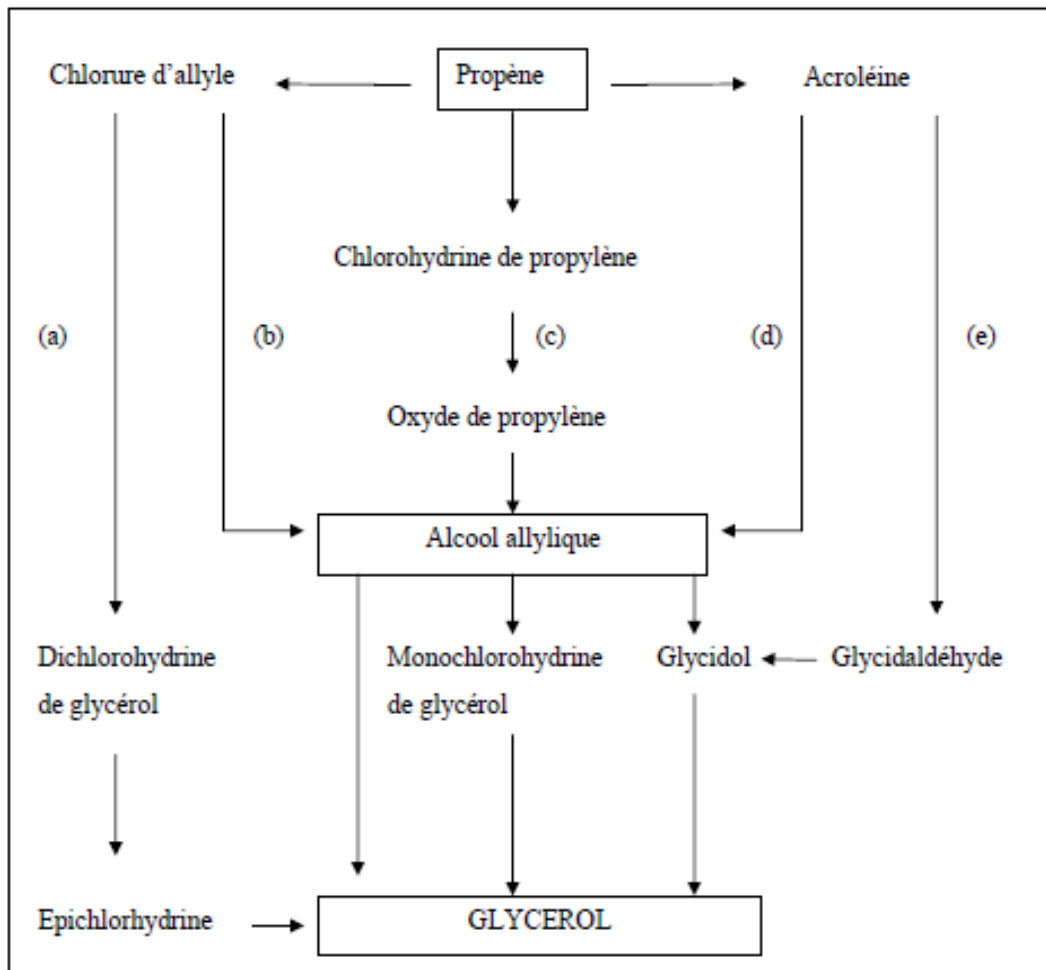 Chlorure d'allyle
Propène
Acroléine
Chlorohydrine de propylène
(a)
(b)
(c)
(d)
(e)
Oxyde de propylène
Alcool allylique
Dichlorohydrine
de glycérol
Monochlorohydrine
de glycérol
Glycidol
Glycidaldéhyde
Epichlorhydrine
GLYCEROL